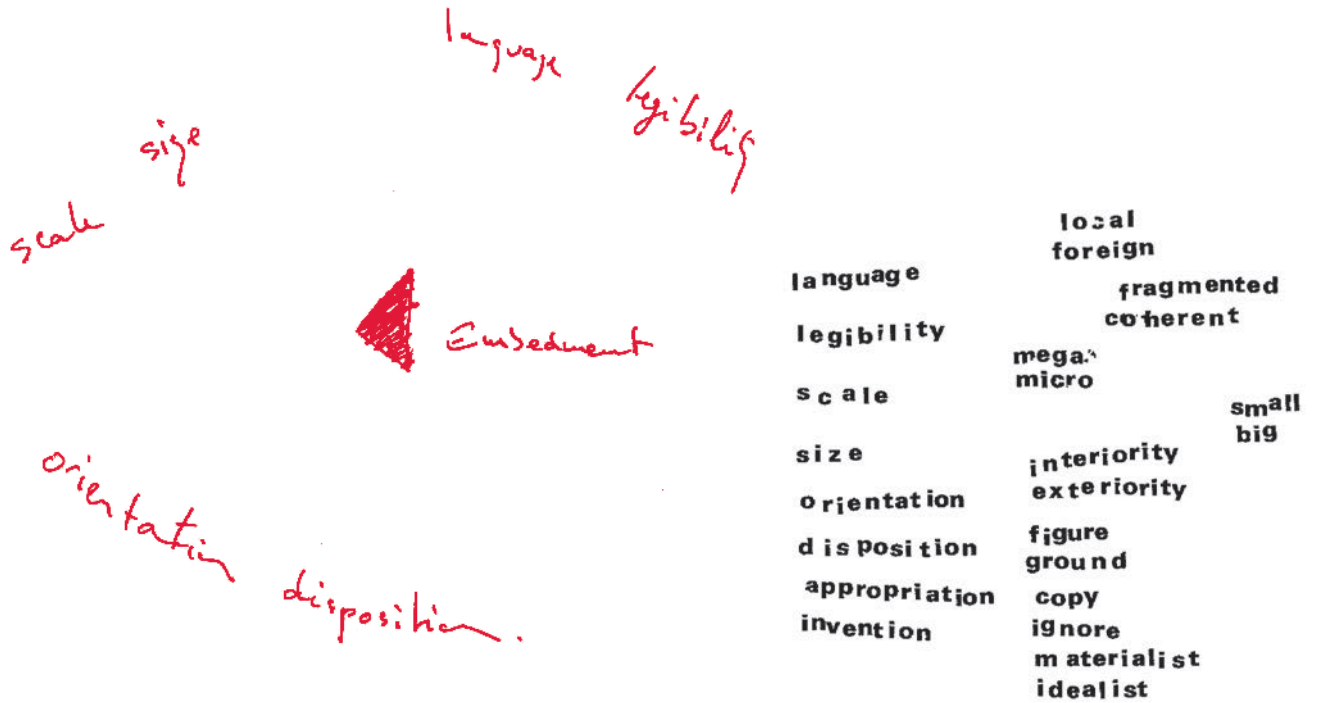 language legibility
scale size
Embedment
orientation disposition.
local
foreign
language
fragmented
coherent
legibility
mega
micro
scale
small
big
size
interiority
exteriority
orientation
figure
ground
disposition
appropriation
copy
invention
ignore
materialist
idealist